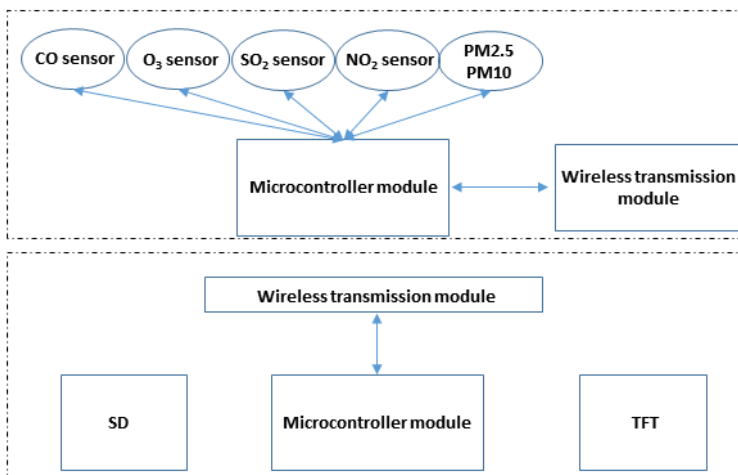 CO sensor
O₃ sensor
SO₂ sensor
NO₂ sensor
PM2.5
PM10
Microcontroller module
Wireless transmission
module
Wireless transmission module
SD
Microcontroller module
TFT